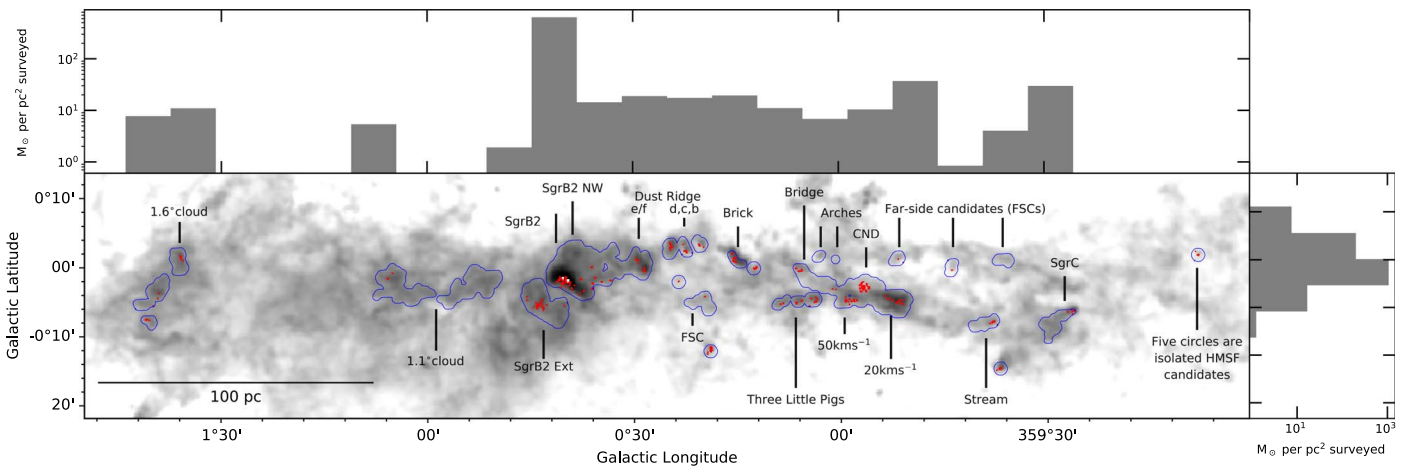 M⊙ per pc² surveyed
10²
10¹
10⁰
Galactic Latitude
0°10'
00'
-0°10'
20'
1.6°cloud
1.1°cloud
SgrB2
SgrB2 NW
SgrB2 Ext
Dust Ridge
e/f d,c,b
Brick
FSC
Bridge
Arches
CND
Far-side candidates (FSCs)
SgrC
Three Little Pigs
50kms⁻¹
20kms⁻¹
Stream
Five circles are
isolated HMSF
candidates
100 pc
1°30' 00' 0°30' 00' 359°30'
Galactic Longitude
10¹ 10³
M⊙ per pc² surveyed